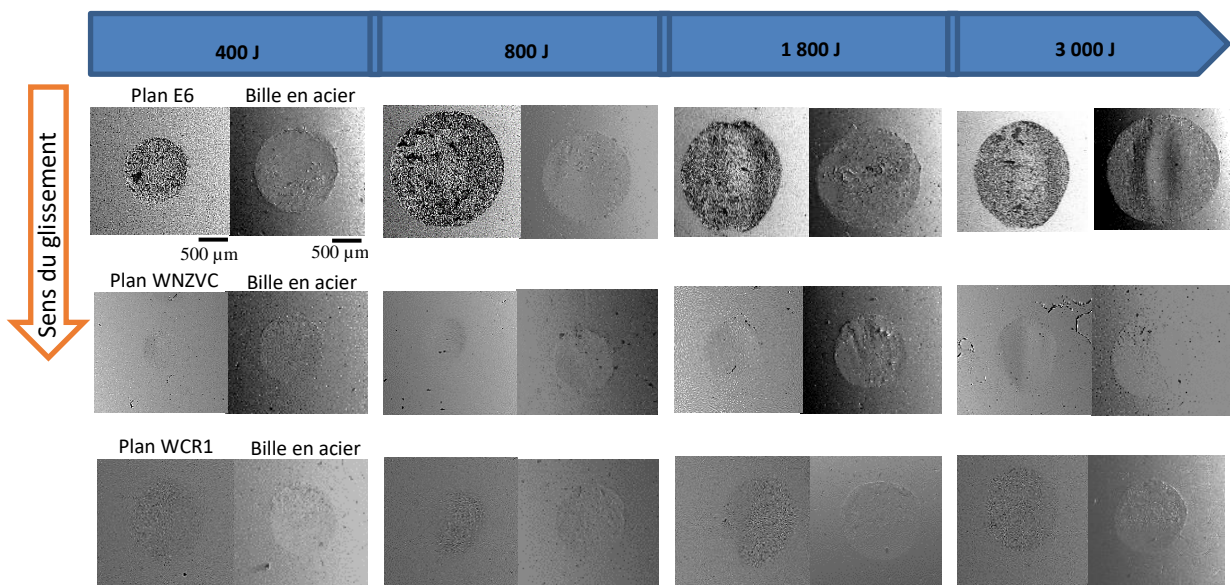 400 J
800 J
1 800 J
3 000 J
Sens du glissement
Plan E6
Bille en acier
500 µm
500 µm
Plan WNZVC
Bille en acier
Plan WCR1
Bille en acier